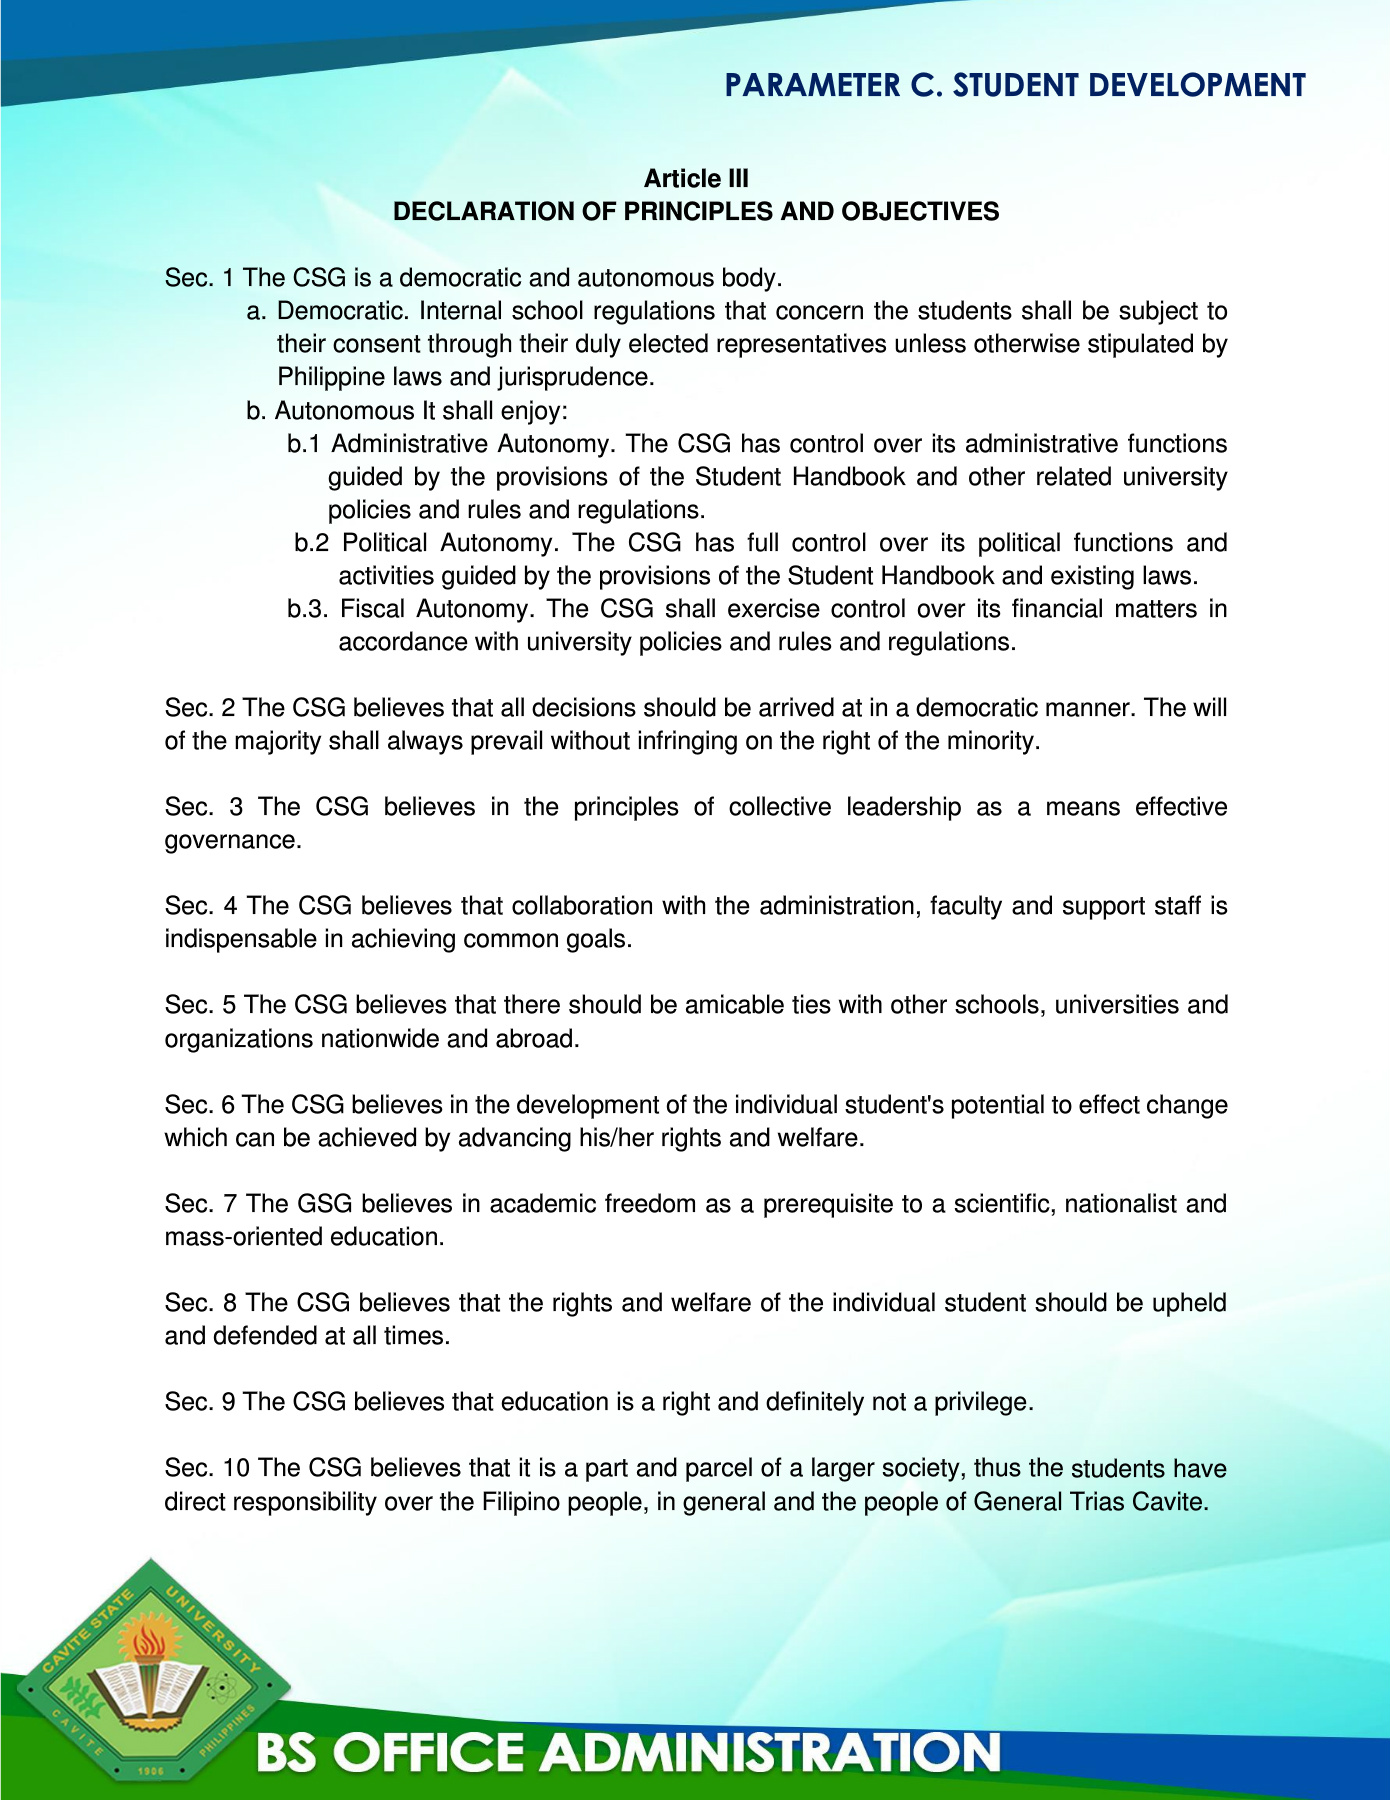 PARAMETER C. STUDENT DEVELOPMENT
Article III
DECLARATION OF PRINCIPLES AND OBJECTIVES
Sec. 1 The CSG is a democratic and autonomous body.
a. Democratic. Internal school regulations that concern the students shall be subject to
their consent through their duly elected representatives unless otherwise stipulated by
Philippine laws and jurisprudence.
b. Autonomous It shall enjoy:
b.1 Administrative Autonomy. The CSG has control over its administrative functions
guided by the provisions of the Student Handbook and other related university
policies and rules and regulations.
b.2 Political Autonomy. The CSG has full control over its political functions and
activities guided by the provisions of the Student Handbook and existing laws.
b.3. Fiscal Autonomy. The CSG shall exercise control over its financial matters in
accordance with university policies and rules and regulations.
Sec. 2 The CSG believes that all decisions should be arrived at in a democratic manner. The will
of the majority shall always prevail without infringing on the right of the minority.
Sec. 3 The CSG believes in the principles of collective leadership as a means effective
governance.
Sec. 4 The CSG believes that collaboration with the administration, faculty and support staff is
indispensable in achieving common goals.
Sec. 5 The CSG believes that there should be amicable ties with other schools, universities and
organizations nationwide and abroad.
Sec. 6 The CSG believes in the development of the individual student's potential to effect change
which can be achieved by advancing his/her rights and welfare.
Sec. 7 The GSG believes in academic freedom as a prerequisite to a scientific, nationalist and
mass-oriented education.
Sec. 8 The CSG believes that the rights and welfare of the individual student should be upheld
and defended at all times.
Sec. 9 The CSG believes that education is a right and definitely not a privilege.
Sec. 10 The CSG believes that it is a part and parcel of a larger society, thus the students have
direct responsibility over the Filipino people, in general and the people of General Trias Cavite.
CAVITE STATE UNIVERSITY
CAVITE PHILIPPINES
1906
BS OFFICE ADMINISTRATION